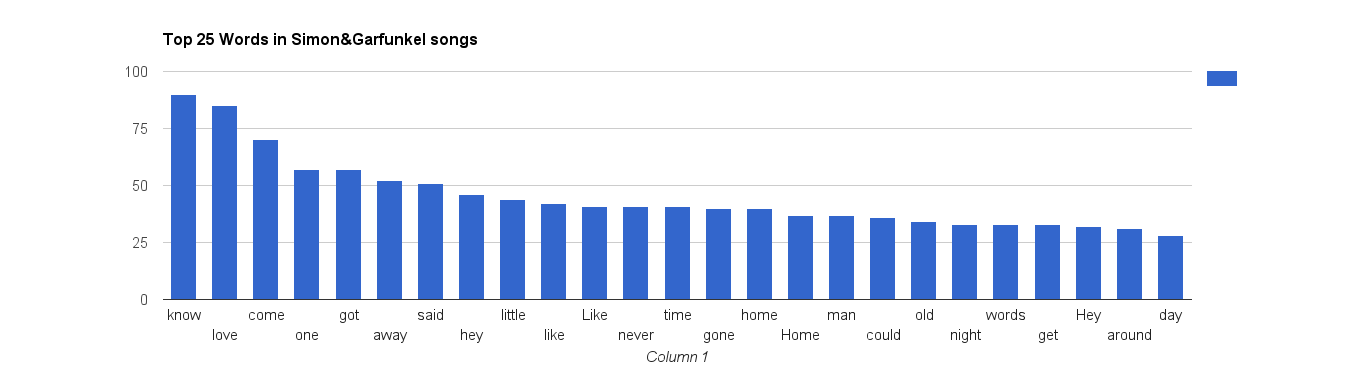 Top 25 Words in Simon&Garfunkel songs
100
75
50
25
0
know come got said little Like time home man old words Hey day
love one away hey like never gone Home could night get around
Column 1